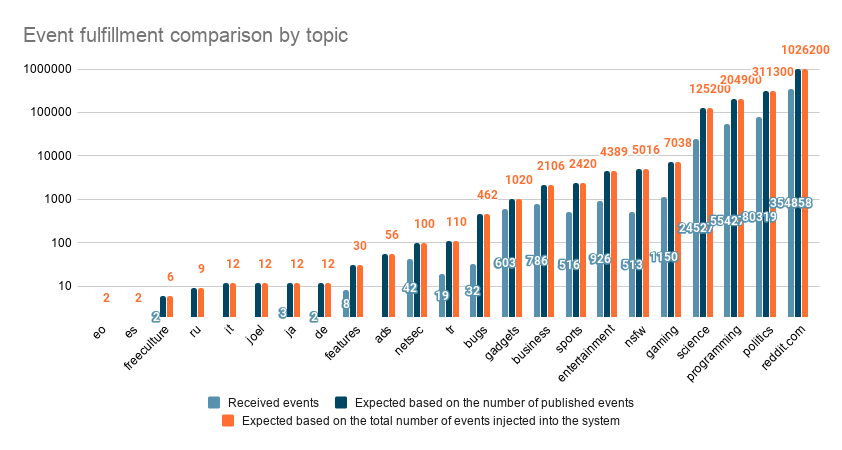 Event fulfillment comparison by topic
1000000
100000
10000
1000
100
10
2
2
6
9
12
12
12
12
30
56
100
110
462
1020
2106
2420
4389
5016
7038
125200
204900
311300
1026200
2
3
2
8
42
19
32
603
786
516
926
513
1150
24527
55427
80319
354858
eo
es
freeculture
ru
it
joel
ja
de
features
ads
netsec
tr
bugs
gadgets
business
sports
entertainment
nsfw
gaming
science
programming
politics
reddit.com
Received events
Expected based on the number of published events
Expected based on the total number of events injected into the system